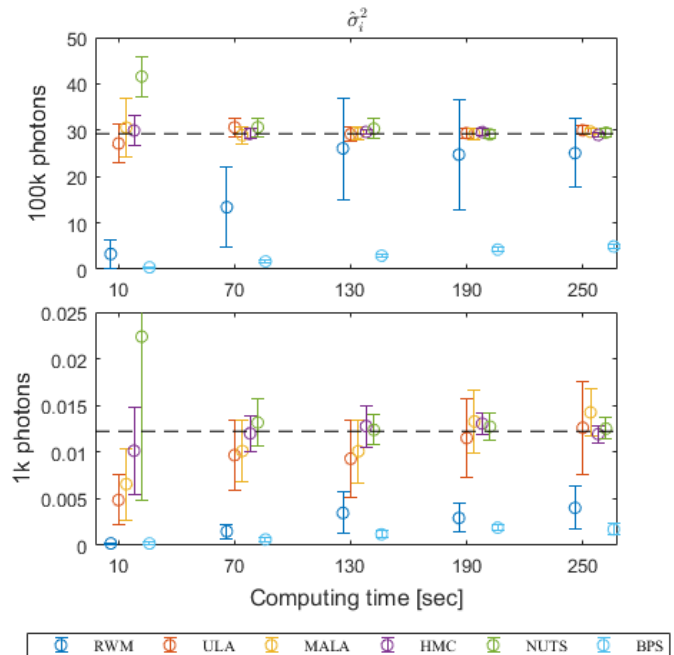 σ̂ᵢ²
50
40
30
20
10
0
100k photons
10 70 130 190 250
0.025
0.02
0.015
0.01
0.005
0
1k photons
10 70 130 190 250
Computing time [sec]
RWM ULA MALA HMC NUTS BPS